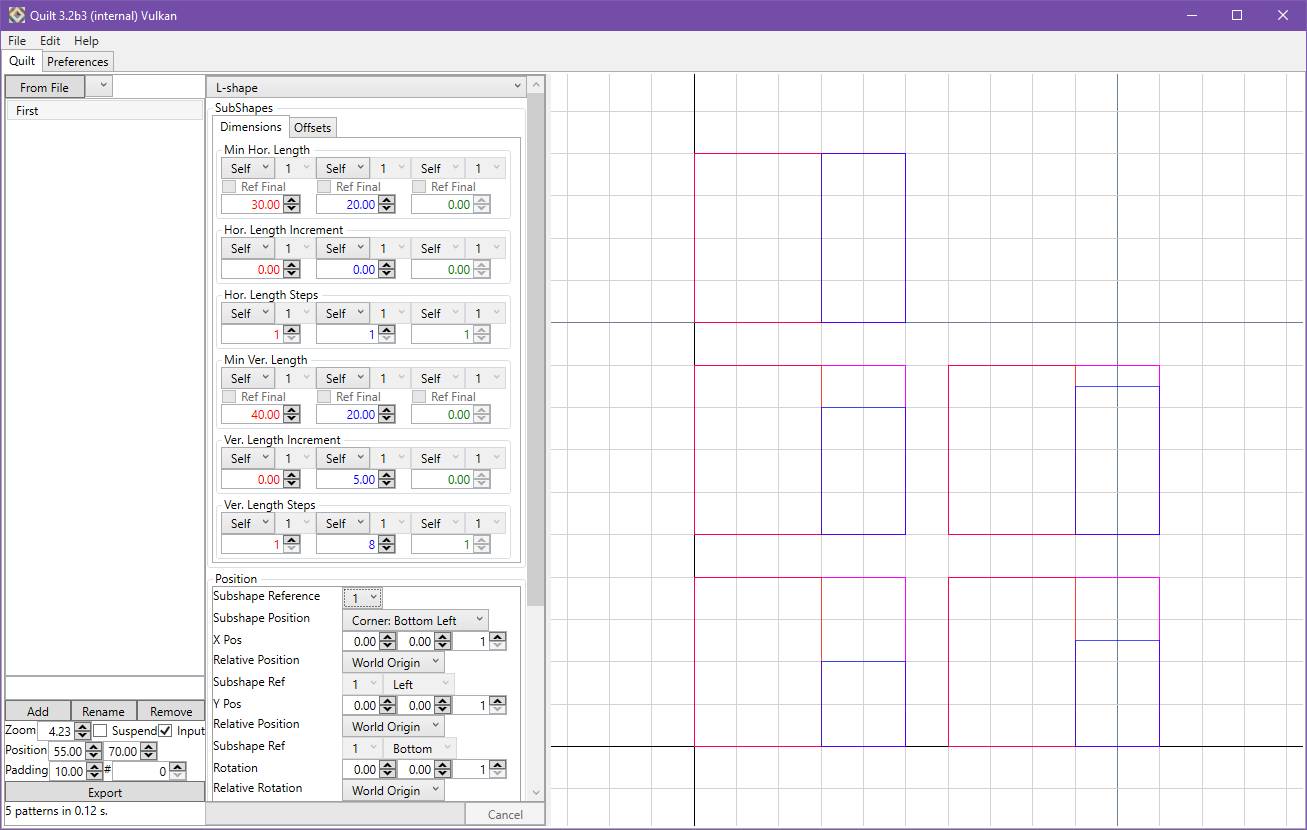 Quilt 3.2b3 (internal) Vulkan
File Edit Help
Quilt Preferences
From File
First
L-shape
SubShapes
Dimensions Offsets
Min Hor. Length
Self 1 Self 1 Self 1
Ref Final Ref Final Ref Final
30.00 20.00 0.00
Hor. Length Increment
Self 1 Self 1 Self 1
0.00 0.00 0.00
Hor. Length Steps
Self 1 Self 1 Self 1
1 1 1
Min Ver. Length
Self 1 Self 1 Self 1
Ref Final Ref Final Ref Final
40.00 20.00 0.00
Ver. Length Increment
Self 1 Self 1 Self 1
0.00 5.00 0.00
Ver. Length Steps
Self 1 Self 1 Self 1
1 8 1
Position
Subshape Reference 1
Subshape Position Corner: Bottom Left
X Pos 0.00 0.00 1
Relative Position World Origin
Subshape Ref 1 Left
Y Pos 0.00 0.00 1
Relative Position World Origin
Subshape Ref 1 Bottom
Rotation 0.00 0.00 1
Relative Rotation World Origin
Cancel
Add Rename Remove
Zoom 4.23 Suspend Input
Position 55.00 70.00
Padding 10.00 # 0
Export
5 patterns in 0.12 s.